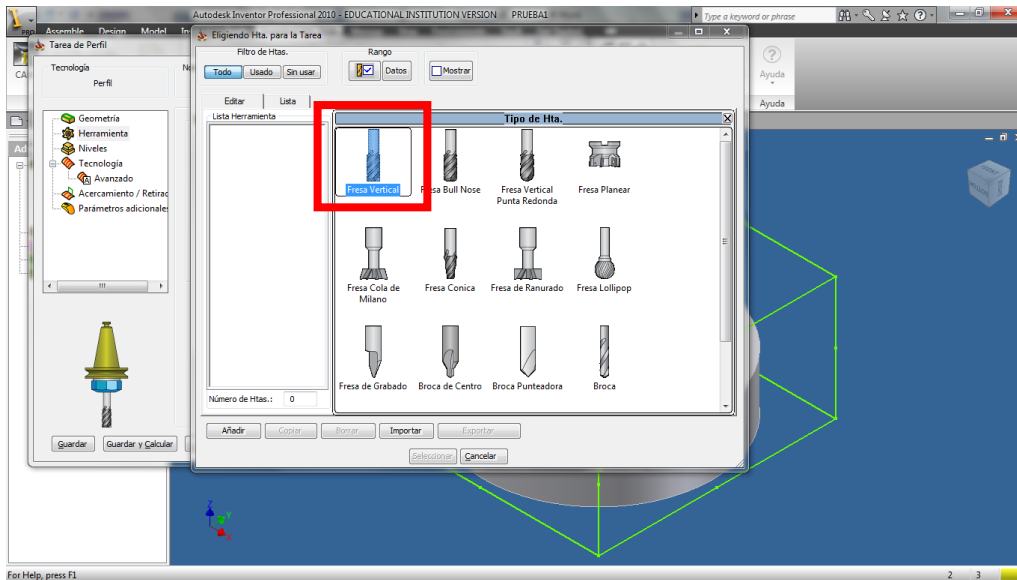 Autodesk Inventor Professional 2010 - EDUCATIONAL INSTITUTION VERSION PRUEBA1
Type a keyword or phrase
PRO
Assemble Design Model
Tarea de Perfil
Eligiendo Hta. para la Tarea
Filtro de Htas.
Rango
Todo Usado Sin usar
Datos
Mostrar
Tecnología
Perfil
Ayuda
Ayuda
Editar Lista
Lista Herramienta
Tipo de Hta.
Geometría
Herramienta
Niveles
Tecnología
Avanzado
Acercamiento / Retirad
Parámetros adicionales
Fresa Vertical
Fresa Bull Nose
Fresa Vertical
Punta Redonda
Fresa Planear
Fresa Cola de
Milano
Fresa Conica
Fresa de Ranurado
Fresa Lollipop
Fresa de Grabado
Broca de Centro
Broca Punteadora
Broca
Número de Htas.: 0
Añadir Copiar Borrar Importar Exportar
Seleccionar Cancelar
Guardar Guardar y Calcular
Z
Y
X
For Help, press F1
2 3